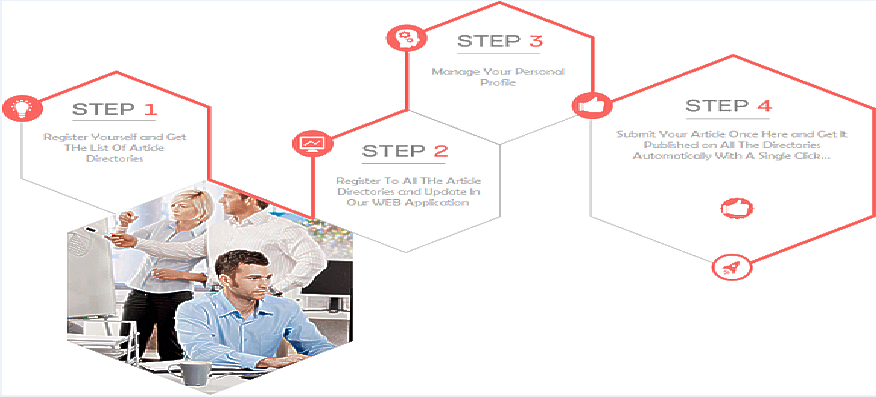 STEP 1
Register Yourself and Get
THe List Of Article
Directories
STEP 2
Register To All THe Article
Directories and Update In
Our WEB Application
STEP 3
Manage Your Personal
Profile
STEP 4
Submit Your Article Once Here and Get It
Published on All The Directories
Automatically With A Single Click...